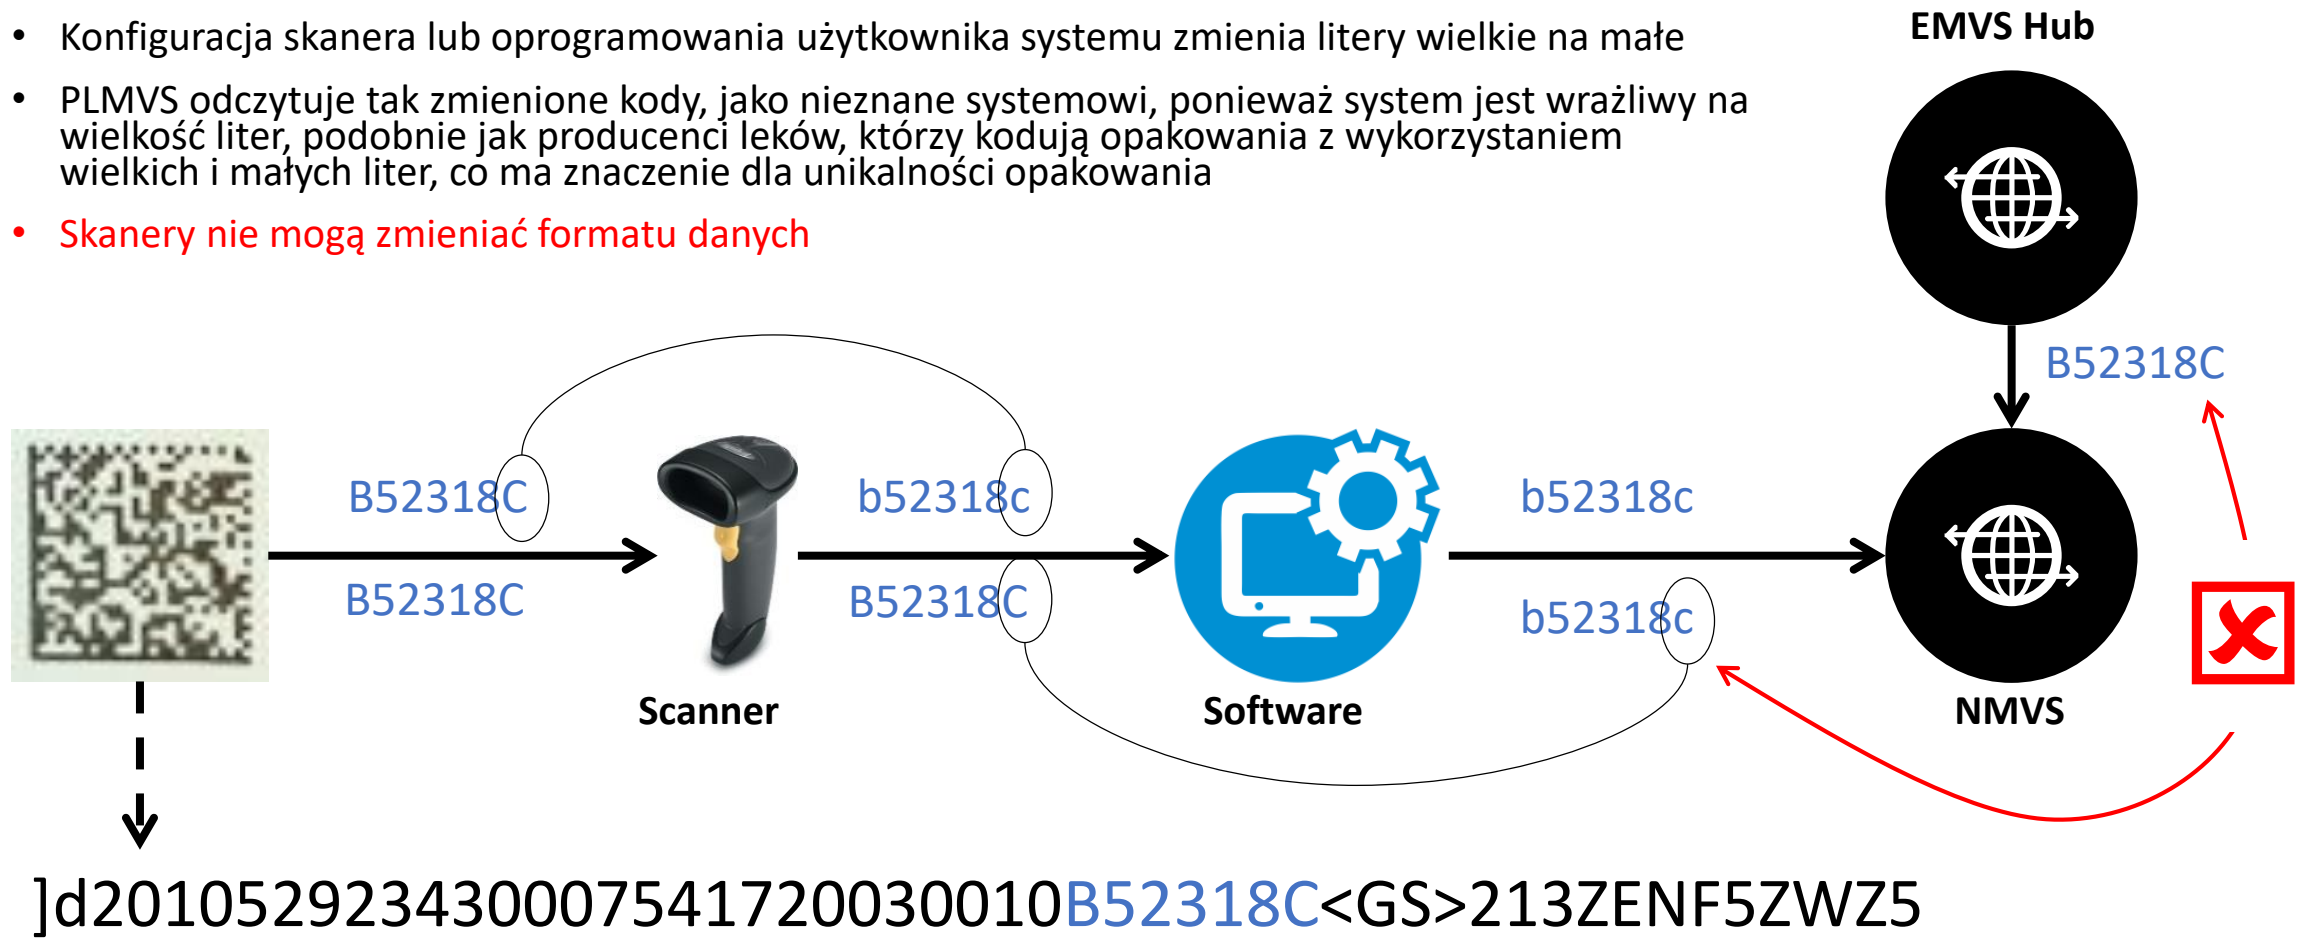 • Konfiguracja skanera lub oprogramowania użytkownika systemu zmienia litery wielkie na małe
• PLMVS odczytuje tak zmienione kody, jako nieznane systemowi, ponieważ system jest wrażliwy na
wielkość liter, podobnie jak producenci leków, którzy kodują opakowania z wykorzystaniem
wielkich i małych liter, co ma znaczenie dla unikalności opakowania
• Skanery nie mogą zmieniać formatu danych
EMVS Hub
B52318C
B52318C
b52318c
b52318c
B52318C
B52318C
b52318c
Scanner
Software
NMVS
]d201052923430007541720030010B52318C<GS>213ZENF5ZWZ5